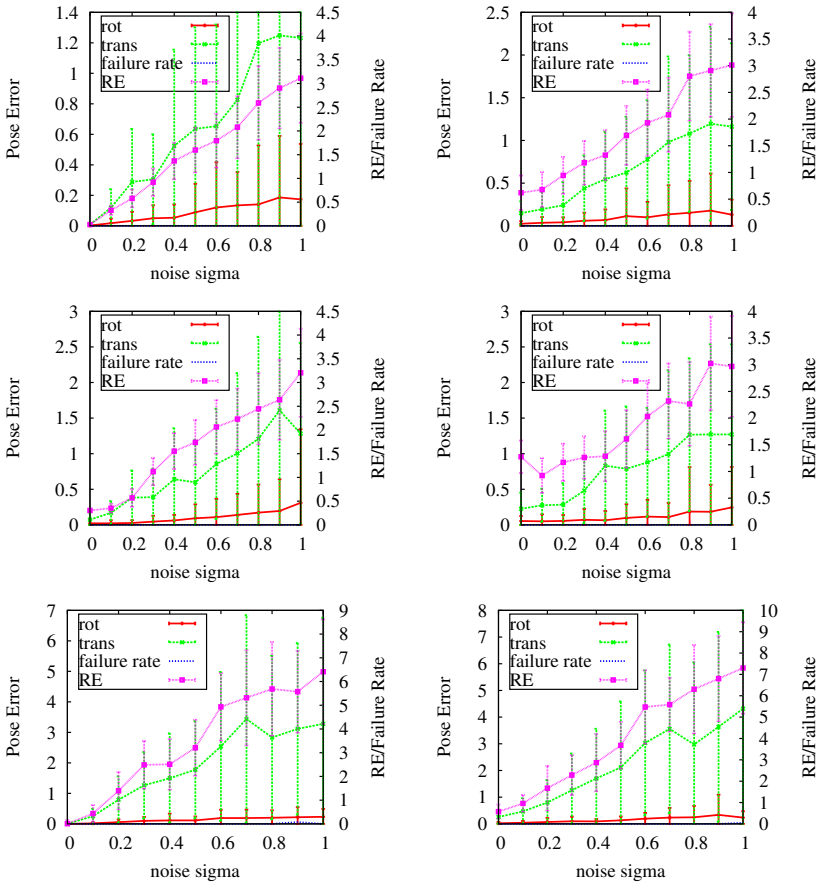 1.4
1.2
1
0.8
0.6
0.4
0.2
0
4.5
4
3.5
3
2.5
2
1.5
1
0.5
0
0 0.2 0.4 0.6 0.8 1
Pose Error
RE/Failure Rate
noise sigma
rot
trans
failure rate
RE
2.5
2
1.5
1
0.5
0
4
3.5
3
2.5
2
1.5
1
0.5
0
0 0.2 0.4 0.6 0.8 1
Pose Error
RE/Failure Rate
noise sigma
rot
trans
failure rate
RE
3
2.5
2
1.5
1
0.5
0
4.5
4
3.5
3
2.5
2
1.5
1
0.5
0
0 0.2 0.4 0.6 0.8 1
Pose Error
RE/Failure Rate
noise sigma
rot
trans
failure rate
RE
3
2.5
2
1.5
1
0.5
0
4
3.5
3
2.5
2
1.5
1
0.5
0
0 0.2 0.4 0.6 0.8 1
Pose Error
RE/Failure Rate
noise sigma
rot
trans
failure rate
RE
7
6
5
4
3
2
1
0
9
8
7
6
5
4
3
2
1
0
0 0.2 0.4 0.6 0.8 1
Pose Error
RE/Failure Rate
noise sigma
rot
trans
failure rate
RE
8
7
6
5
4
3
2
1
0
10
9
8
7
6
5
4
3
2
1
0
0 0.2 0.4 0.6 0.8 1
Pose Error
RE/Failure Rate
noise sigma
rot
trans
failure rate
RE